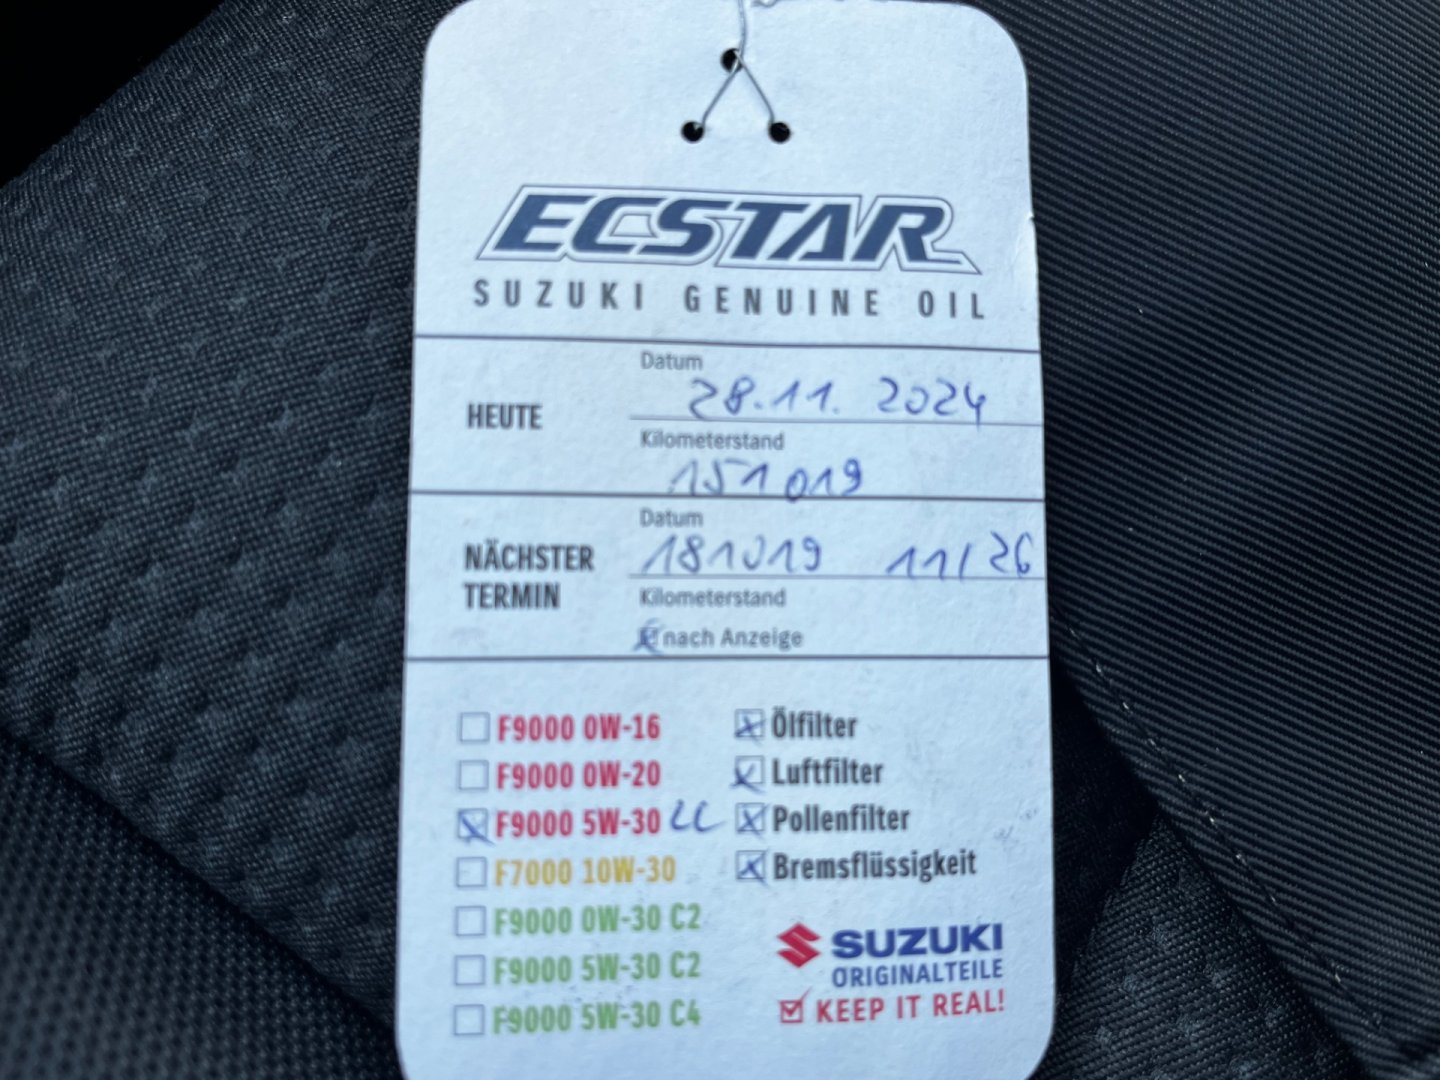 ECSTAR
SUZUKI GENUINE OIL
HEUTE
Datum
28.11. 2024
Kilometerstand
151019
NÄCHSTER
TERMIN
Datum
181019 11/26
Kilometerstand
nach Anzeige
F9000 0W-16
F9000 0W-20
F9000 5W-30 LL
F7000 10W-30
F9000 0W-30 C2
F9000 5W-30 C2
F9000 5W-30 C4
Ölfilter
Luftfilter
Pollenfilter
Bremsflüssigkeit
SUZUKI
ORIGINALTEILE
KEEP IT REAL!